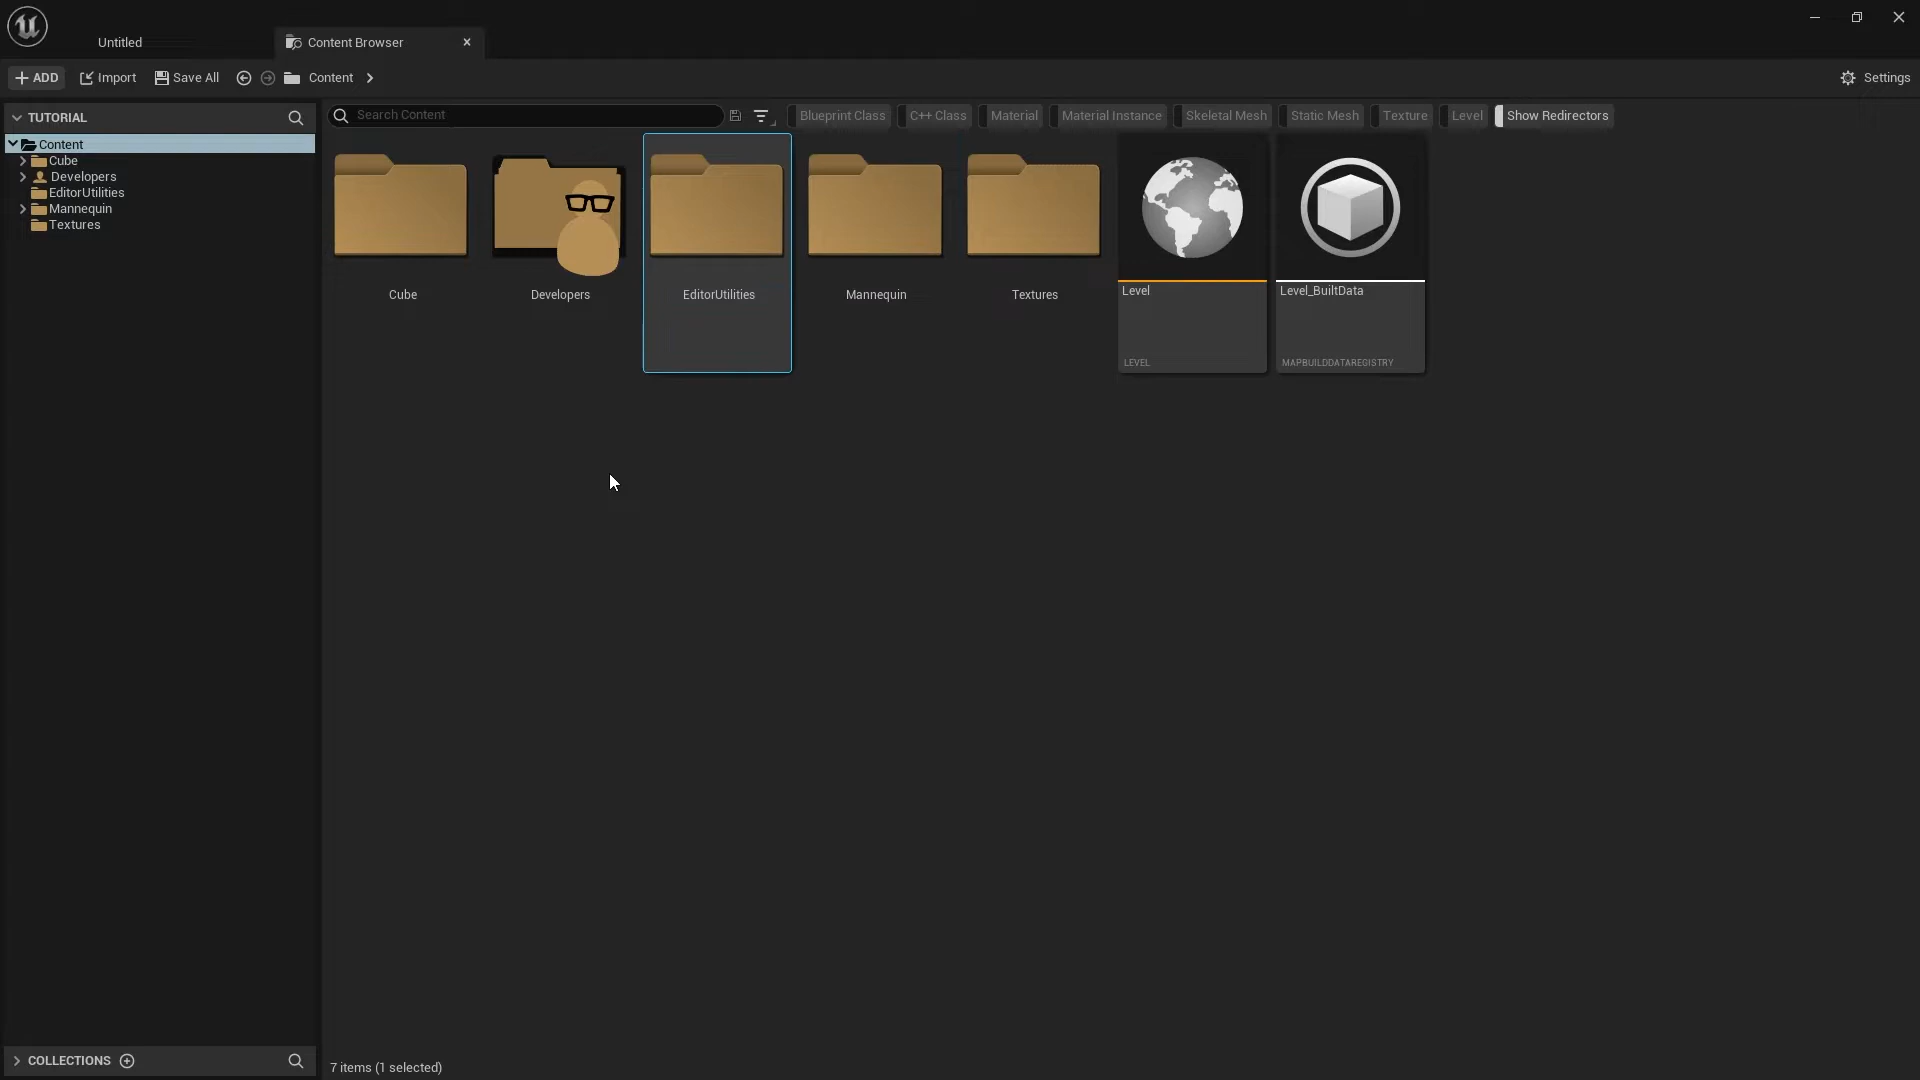 Untitled
Content Browser
ADD
Import
Save All
Content
Settings
TUTORIAL
Search Content
Blueprint Class
C++ Class
Material
Material Instance
Skeletal Mesh
Static Mesh
Texture
Level
Show Redirectors
Content
Cube
Developers
EditorUtilities
Mannequin
Textures
Cube
Developers
EditorUtilities
Mannequin
Textures
Level
LEVEL
Level_BuiltData
MAPBUILDDATAREGISTRY
COLLECTIONS
7 items (1 selected)